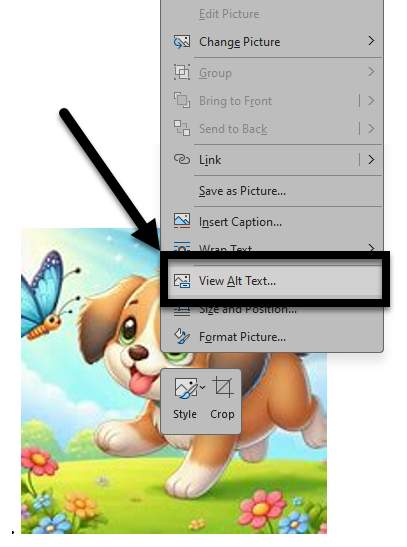 Edit Picture
Change Picture
Group
Bring to Front
Send to Back
Link
Save as Picture...
Insert Caption...
Wrap Text
View Alt Text...
Size and Position...
Format Picture...
Style Crop